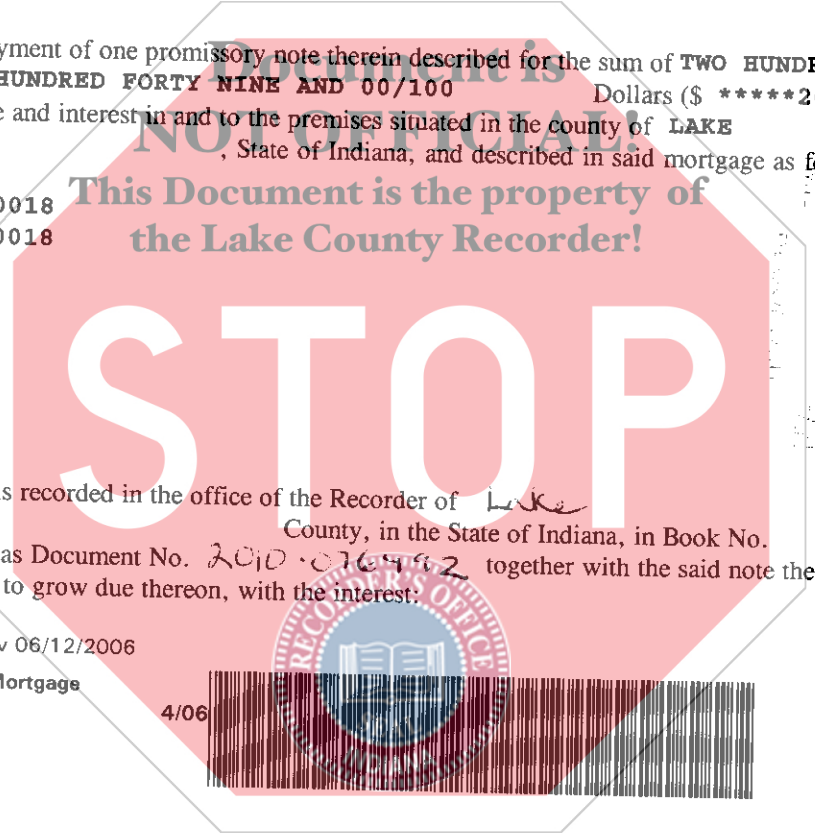 yment of one promissory note therein described for the sum of TWO HUND
HUNDRED FORTY NINE AND 00/100 Dollars ($ *****2
e and interest in and to the premises situated in the county of LAKE
, State of Indiana, and described in said mortgage as f
0018
0018
Document is
NOT OFFICIAL!
This Document is the property of
the Lake County Recorder!
STOP
s recorded in the office of the Recorder of Lake
County, in the State of Indiana, in Book No.
as Document No. together with the said note the
to grow due thereon, with the interest:
RECORDER'S OFFICE
INDIANA
v 06/12/2006
Mortgage
4/06